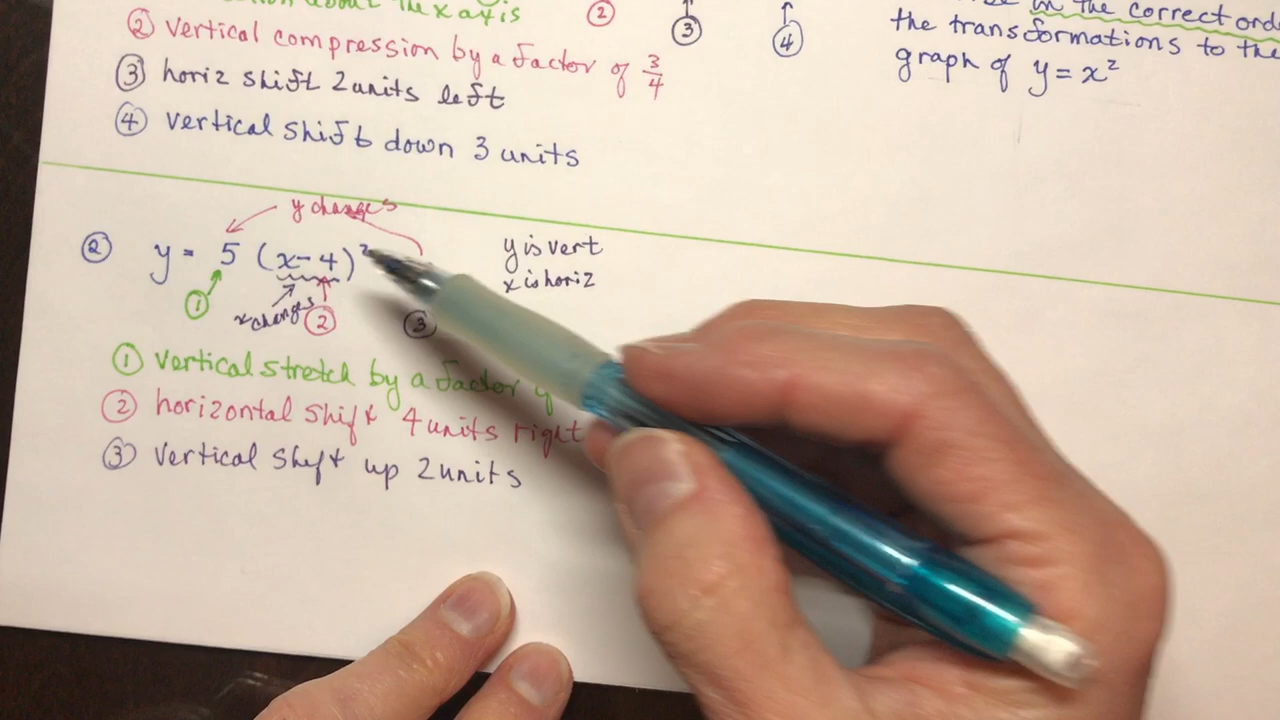 about the x axis
② vertical compression by a factor of 3/4
③ horiz shift 2 units left
④ vertical shift down 3 units
②
③
④
in the correct
the transformations to the
graph of y = x²
y changes
② y = 5 (x-4)²
①
x changes
②
③
y is vert
x is horiz
① vertical stretch by a factor
② horizontal shift 4 units right
③ vertical shift up 2 units